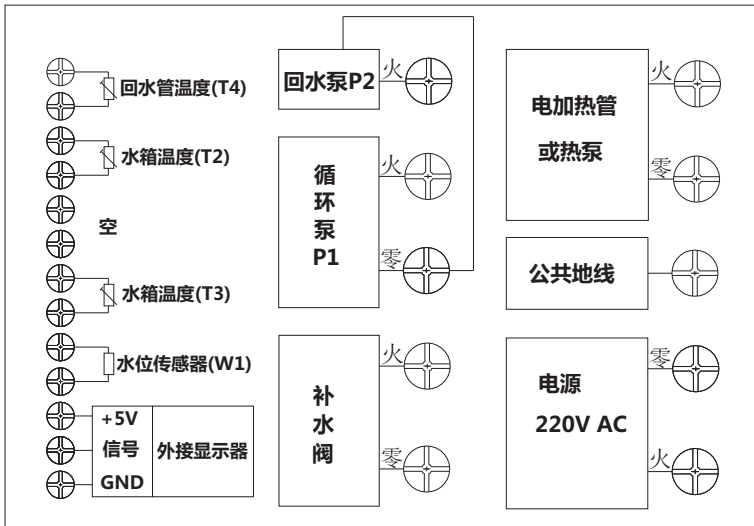 回水管温度(T4)
水箱温度(T2)
空
水箱温度(T3)
水位传感器(W1)
+5V
信号
GND
外接显示器
回水泵P2
火
循
环
泵
P1
火
零
补
水
阀
火
零
电加热管
或热泵
火
零
公共地线
电源
220V AC
零
火